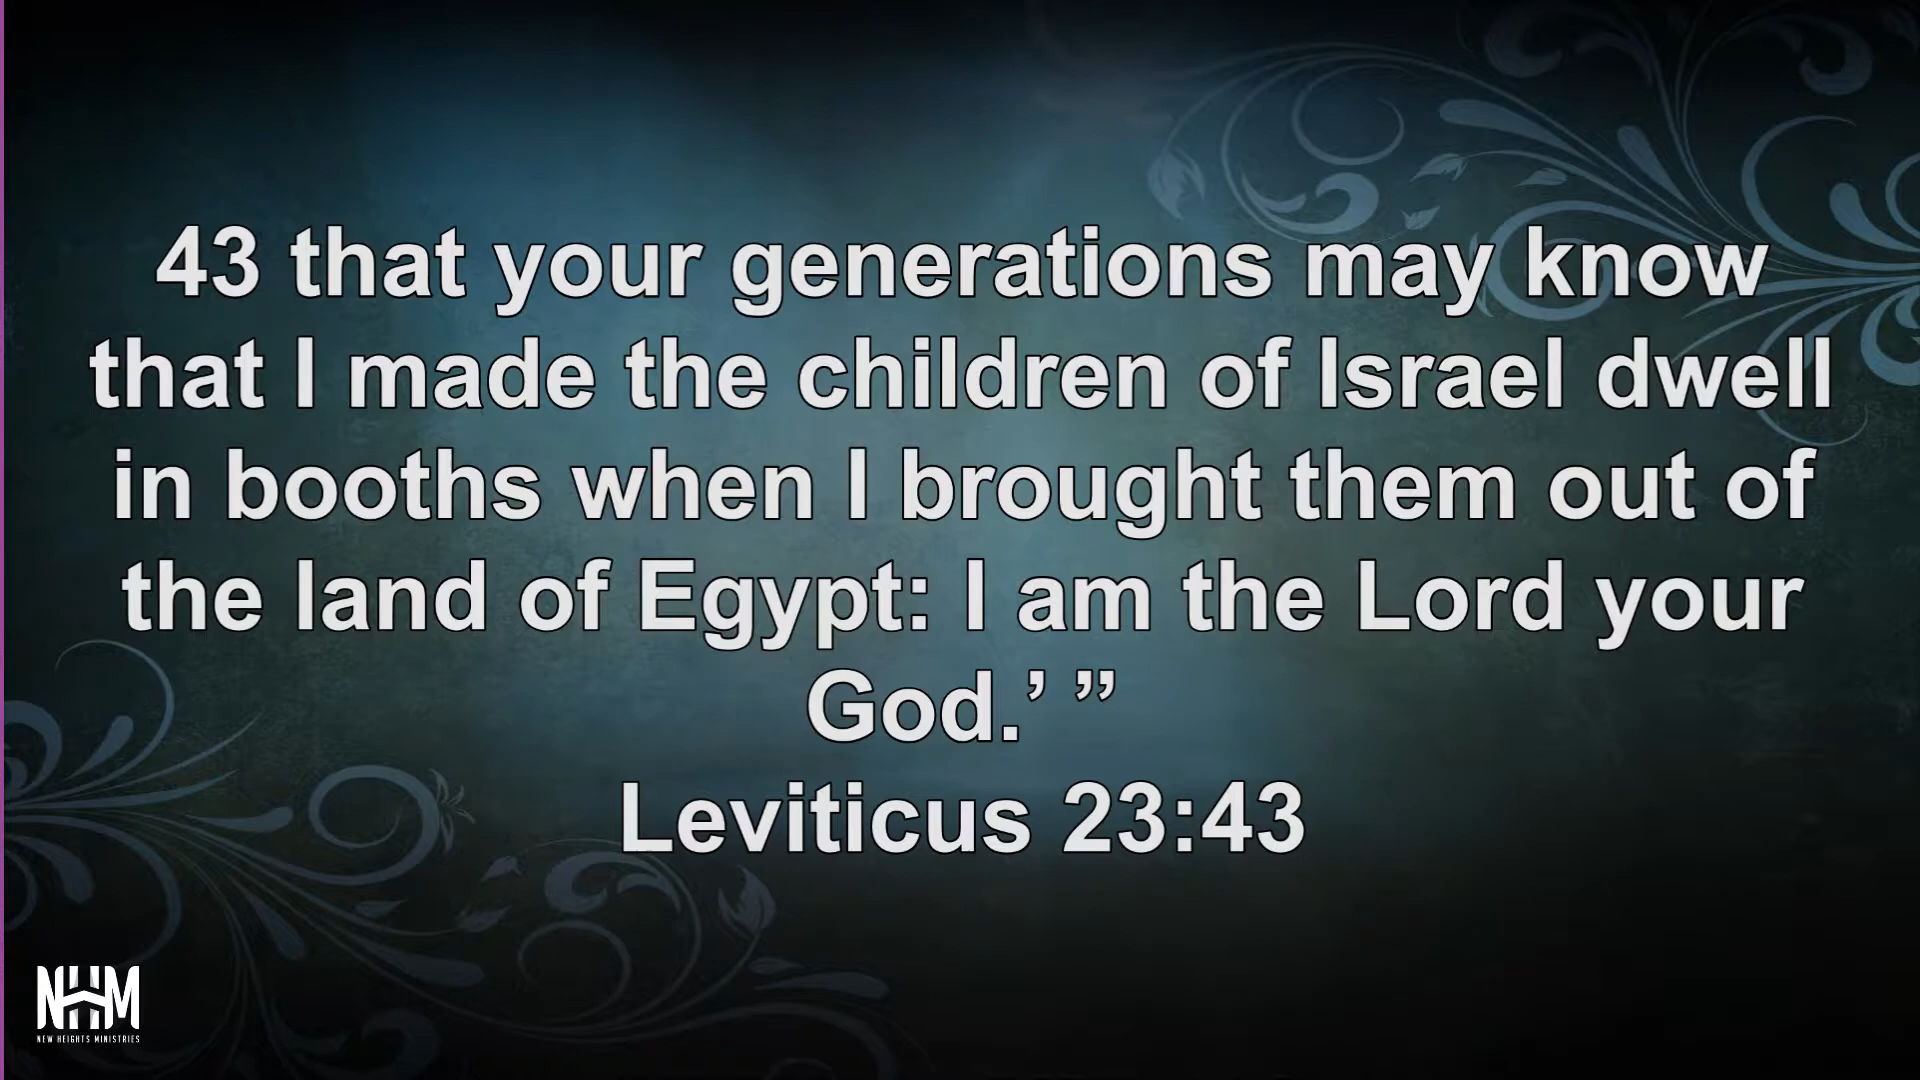 43 that your generations may know
that I made the children of Israel dwell
in booths when I brought them out of
the land of Egypt: I am the Lord your
God.’ ”
Leviticus 23:43
NHM
NEW HEIGHTS MINISTRIES